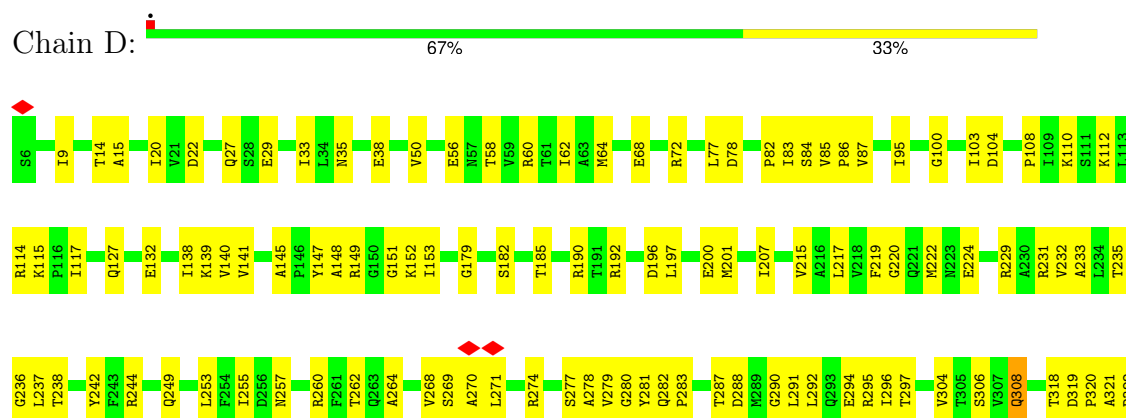 Chain D:
67% 33%
S6 I9 T14 A15 I20 V21 D22 Q27 S28 E29 I33 L34 N35 E38 V50 E56 N57 T58 V59 R60 T61 I62 A63 M64 E68 R72 L77 D78 P82 I83 S84 V85 P86 V87 I95 G100 I103 D104 P108 I109 K110 S111 K112 L113
R114 K115 P116 I117 Q127 E132 I138 K139 V140 V141 A145 P146 Y147 A148 R149 G150 G151 K152 I153 G179 S182 T185 R190 T191 R192 D196 L197 E200 M201 I207 V215 A216 L217 V218 F219 G220 Q221 M222 N223 E224 R229 A230 R231 V232 A233 L234 T235
G236 L237 T238 Y242 F243 R244 Q249 L253 F254 I255 D256 N257 R260 F261 T262 Q263 A264 V268 S269 A270 L271 R274 S277 A278 V279 G280 Y281 Q282 P283 T287 D288 M289 G290 L291 L292 Q293 E294 R295 I296 T297 V304 T305 S306 V307 Q308 T318 D319 P320 A321